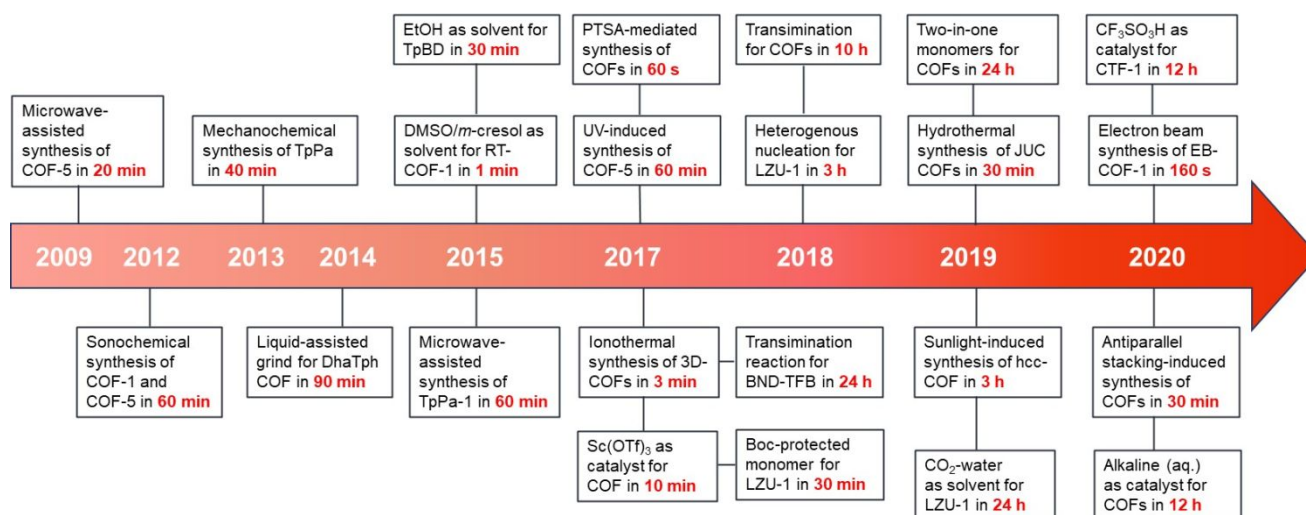 EtOH as solvent for
TpBD in 30 min
PTSA-mediated
synthesis of
COFs in 60 s
Transimination
for COFs in 10 h
Two-in-one
monomers for
COFs in 24 h
CF₃SO₃H as
catalyst for
CTF-1 in 12 h
Microwave-
assisted
synthesis of
COF-5 in 20 min
Mechanochemical
synthesis of TpPa
in 40 min
DMSO/m-cresol as
solvent for RT-
COF-1 in 1 min
UV-induced
synthesis of
COF-5 in 60 min
Heterogenous
nucleation for
LZU-1 in 3 h
Hydrothermal
synthesis of JUC
COFs in 30 min
Electron beam
synthesis of EB-
COF-1 in 160 s
2009 2012 2013 2014 2015 2017 2018 2019 2020
Sonochemical
synthesis of
COF-1 and
COF-5 in 60 min
Liquid-assisted
grind for DhaTph
COF in 90 min
Microwave-
assisted
synthesis of
TpPa-1 in 60 min
Ionothermal
synthesis of 3D-
COFs in 3 min
Transimination
reaction for
BND-TFB in 24 h
Sunlight-induced
synthesis of hcc-
COF in 3 h
Antiparallel
stacking-induced
synthesis of
COFs in 30 min
Sc(OTf)₃ as
catalyst for
COF in 10 min
Boc-protected
monomer for
LZU-1 in 30 min
CO₂-water
as solvent for
LZU-1 in 24 h
Alkaline (aq.)
as catalyst for
COFs in 12 h